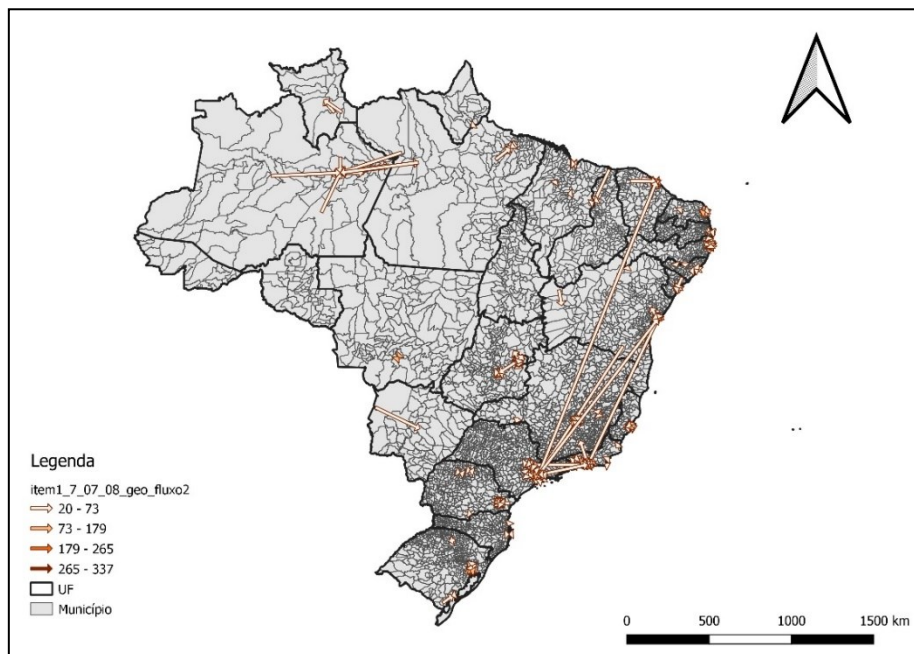 Legenda
item1_7_07_08_geo_fluxo2
20 - 73
73 - 179
179 - 265
265 - 337
UF
Município
0 500 1000 1500 km